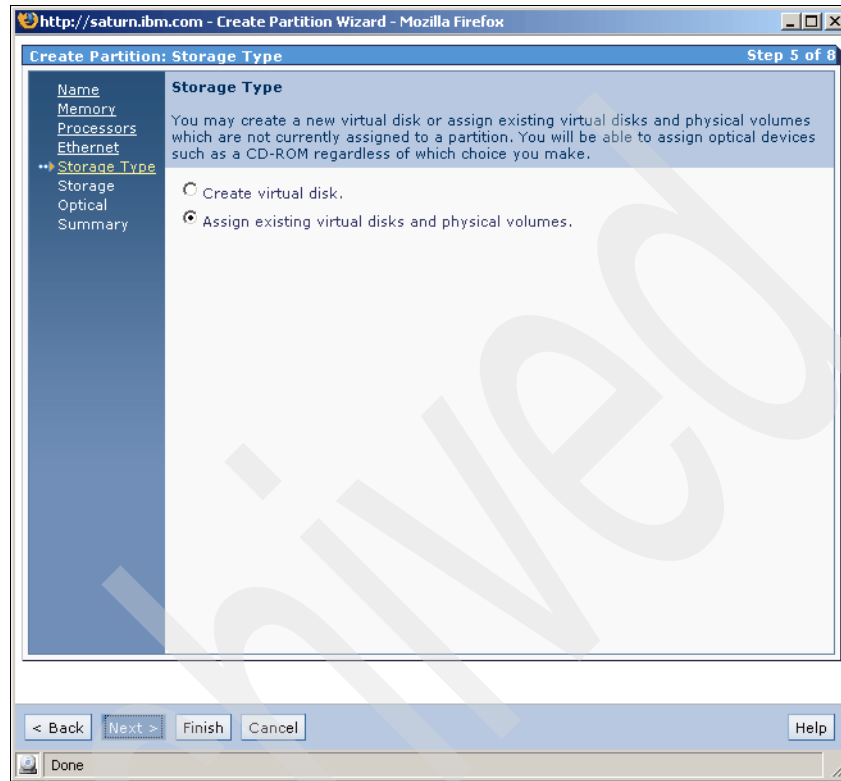 http://saturn.ibm.com - Create Partition Wizard - Mozilla Firefox
Create Partition: Storage Type
Step 5 of 8
Name
Memory
Processors
Ethernet
Storage Type
Storage
Optical
Summary
Storage Type
You may create a new virtual disk or assign existing virtual disks and physical volumes
which are not currently assigned to a partition. You will be able to assign optical devices
such as a CD-ROM regardless of which choice you make.
Create virtual disk.
Assign existing virtual disks and physical volumes.
< Back
Next >
Finish
Cancel
Help
Done
chived